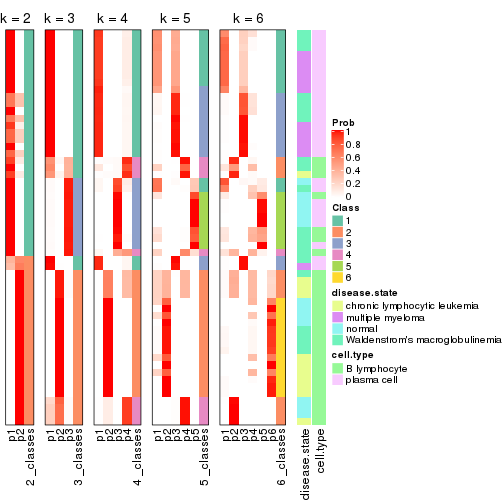 k = 2 k = 3 k = 4 k = 5 k = 6
p1 p2 2_classes p1 p2 p3 3_classes p1 p2 p3 p4 4_classes p1 p2 p3 p4 p5 5_classes p1 p2 p3 p4 p5 p6 6_classes disease.state cell.type
Prob
1
0.8
0.6
0.4
0.2
0
Class
1
2
3
4
5
6
disease.state
chronic lymphocytic leukemia
multiple myeloma
normal
Waldenstrom's macroglobulinemia
cell.type
B lymphocyte
plasma cell